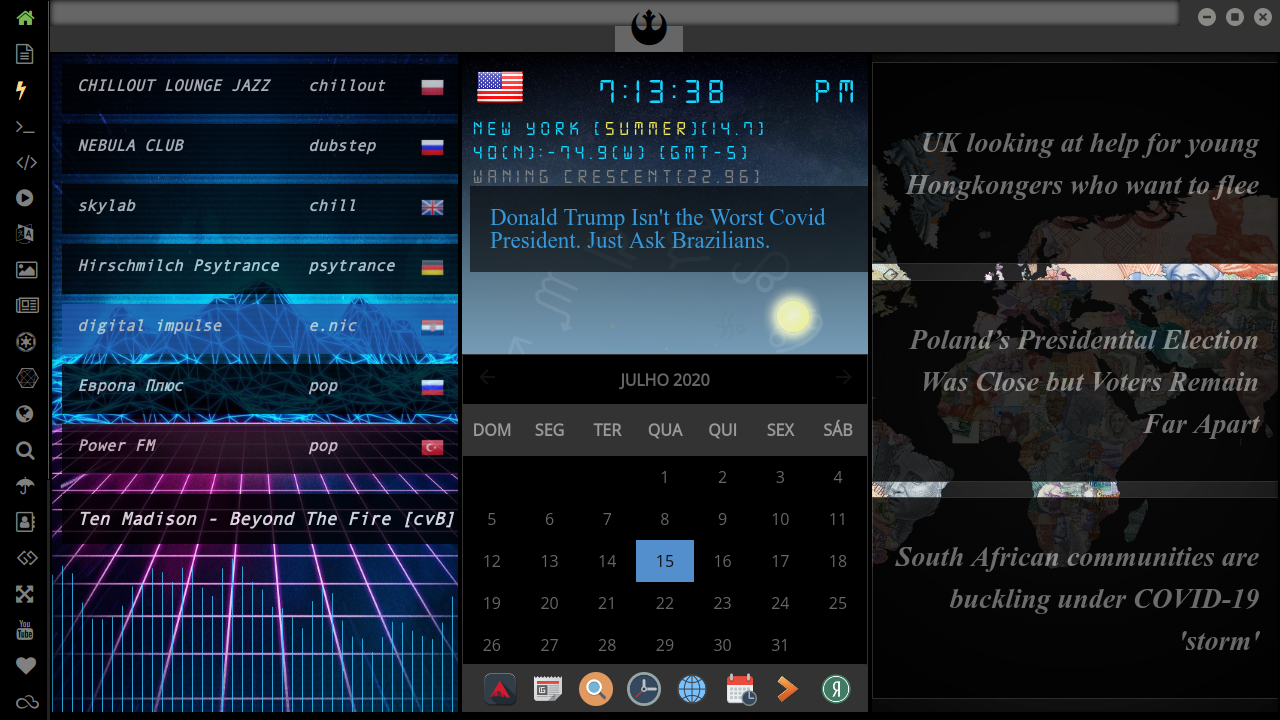 CHILLOUT LOUNGE JAZZ chillout
NEBULA CLUB dubstep
skylab chill
Hirschmilch Psytrance psytrance
digital impulse e.nic
Европа Плюс pop
Power FM pop
Ten Madison - Beyond The Fire [cvB]
7:13:38 PM
NEW YORK [SUMMER][14.7]
40(N):-74.9(W) [GMT-5]
WANING CRESCENT[22.96]
Donald Trump Isn't the Worst Covid
President. Just Ask Brazilians.
JULHO 2020
DOM SEG TER QUA QUI SEX SÁB
1 2 3 4
5 6 7 8 9 10 11
12 13 14 15 16 17 18
19 20 21 22 23 24 25
26 27 28 29 30 31
UK looking at help for young
Hongkongers who want to flee
Poland’s Presidential Election
Was Close but Voters Remain
Far Apart
South African communities are
buckling under COVID-19
'storm'
You
Tube